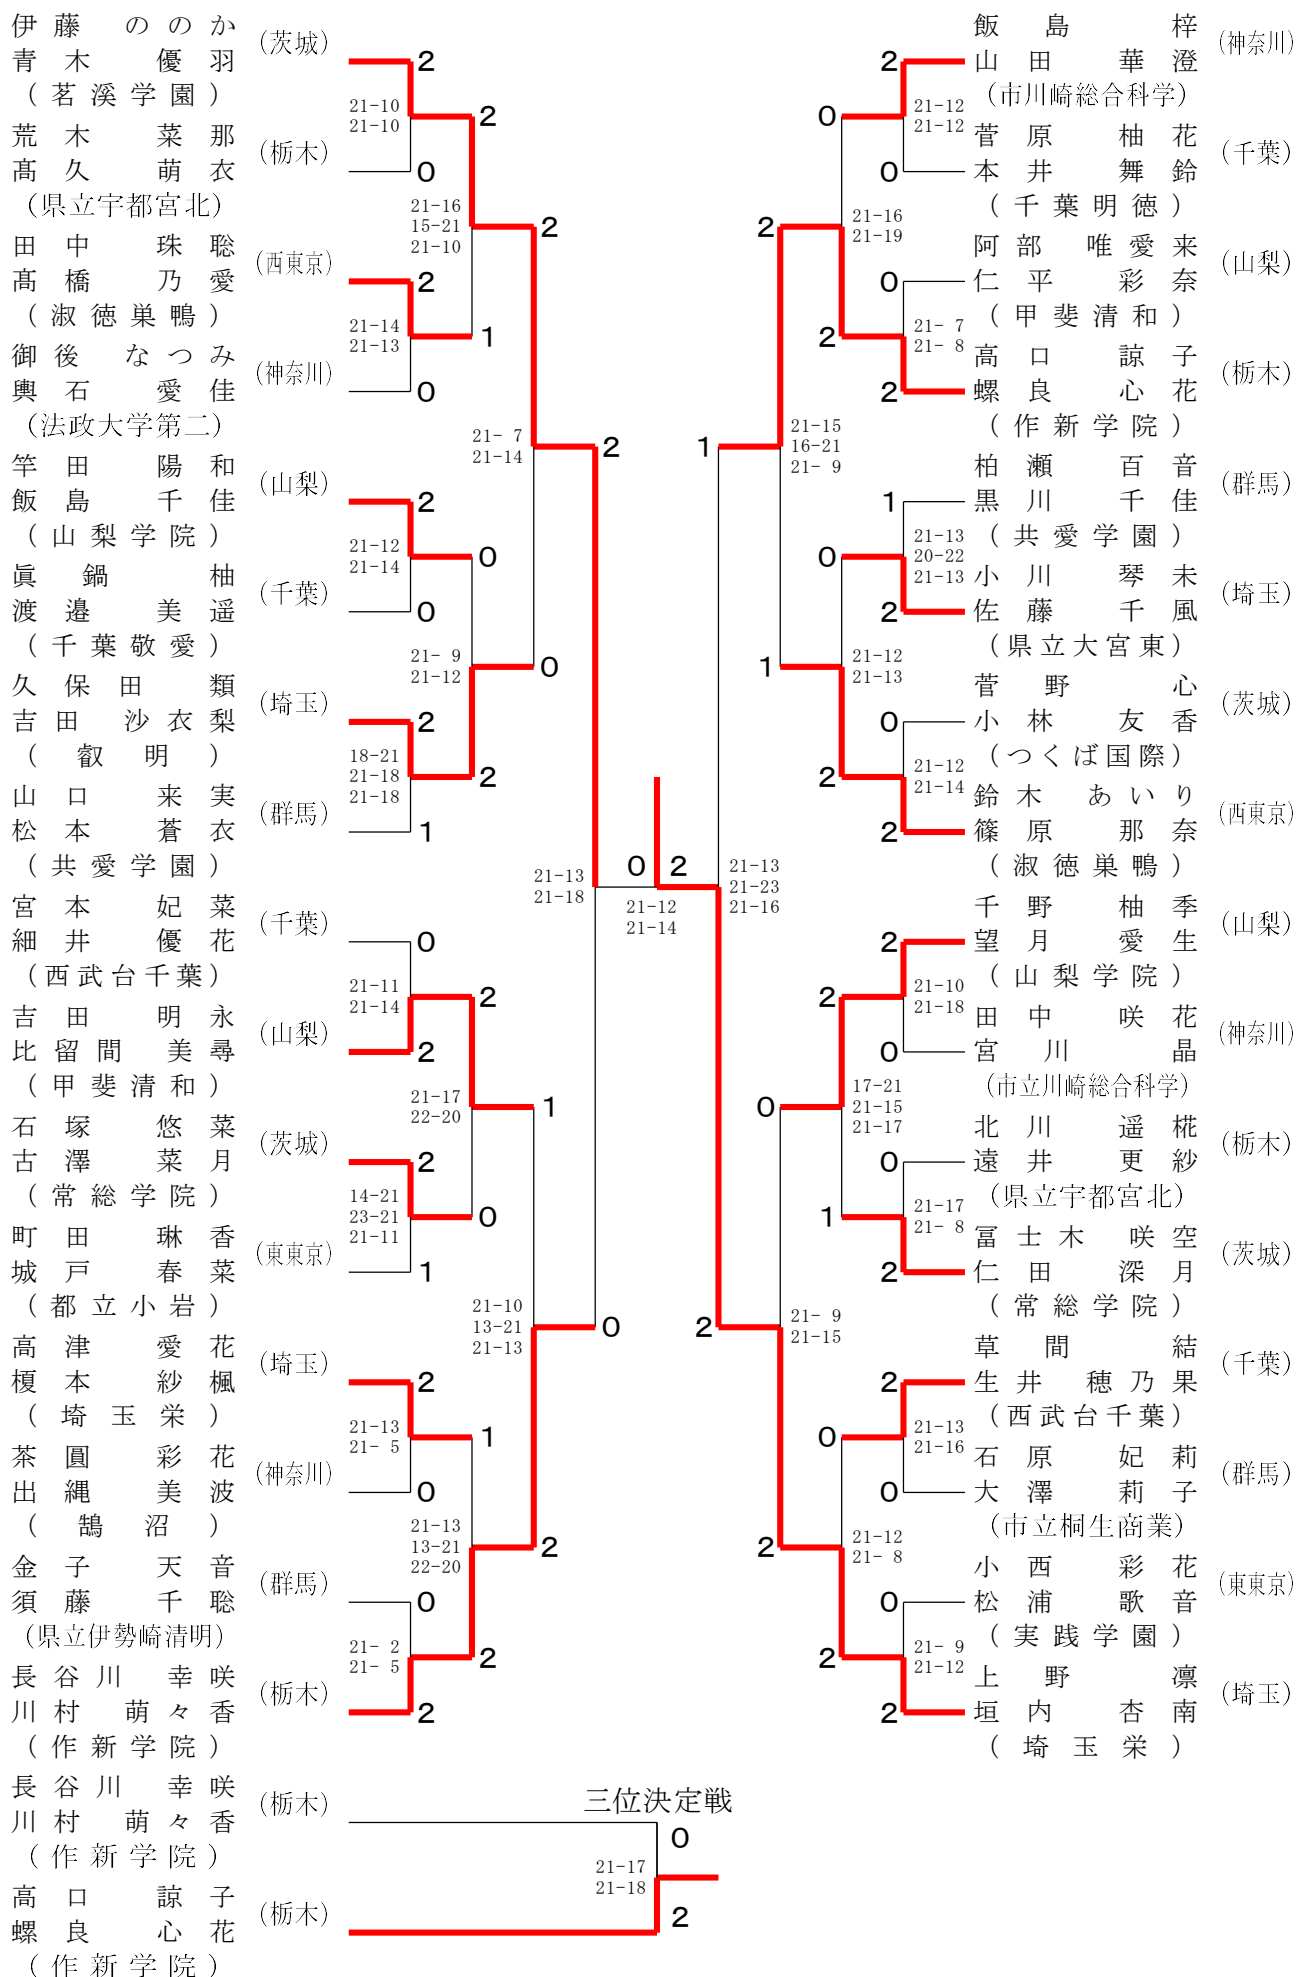 伊藤 ののか
青木 優羽
(茗溪学園)
(茨城)
2
21-10
21-10
2
荒木 菜那
髙久 萌衣
(県立宇都宮北)
(栃木)
0
21-16
15-21
21-10
2
田中 珠聡
髙橋 乃愛
(淑徳巣鴨)
(西東京)
2
21-14
21-13
1
御後 なつみ
輿石 愛佳
(法政大学第二)
(神奈川)
0
21- 7
21-14
2
竿田 陽和
飯島 千佳
(山梨学院)
(山梨)
2
21-12
21-14
0
眞鍋 柚
渡邉 美遥
(千葉敬愛)
(千葉)
0
21- 9
21-12
0
久保田 類
吉田 沙衣梨
(叡明)
(埼玉)
2
18-21
21-18
21-18
2
山口 来実
松本 蒼衣
(共愛学園)
(群馬)
1
21-13
21-18
宮本 妃菜
細井 優花
(西武台千葉)
(千葉)
0
21-11
21-14
2
吉田 明永
比留間 美尋
(甲斐清和)
(山梨)
2
21-17
22-20
1
石塚 悠菜
古澤 菜月
(常総学院)
(茨城)
2
14-21
23-21
21-11
0
町田 琳香
城戸 春菜
(都立小岩)
(東東京)
1
21-10
13-21
21-13
0
高津 愛花
榎本 紗楓
(埼玉栄)
(埼玉)
2
21-13
21- 5
1
茶圓 彩花
出縄 美波
(鵠沼)
(神奈川)
0
21-13
13-21
22-20
2
金子 天音
須藤 千聡
(県立伊勢崎清明)
(群馬)
0
21- 2
21- 5
2
長谷川 幸咲
川村 萌々香
(作新学院)
(栃木)
2
0 2
21-12
21-14
飯島 梓
山田 華澄
(市川崎総合科学)
(神奈川)
2
21-12
21-12
0
菅原 柚花
本井 舞鈴
(千葉明徳)
(千葉)
0
21-16
21-19
2
阿部 唯愛来
仁平 彩奈
(甲斐清和)
(山梨)
0
21- 7
21- 8
2
高口 諒子
螺良 心花
(作新学院)
(栃木)
2
21-15
16-21
21- 9
1
柏瀬 百音
黒川 千佳
(共愛学園)
(群馬)
1
21-13
20-22
21-13
0
小川 琴未
佐藤 千風
(県立大宮東)
(埼玉)
2
21-12
21-13
1
菅野 心
小林 友香
(つくば国際)
(茨城)
0
21-12
21-14
2
鈴木 あいり
篠原 那奈
(淑徳巣鴨)
(西東京)
2
21-13
21-23
21-16
千野 柚季
望月 愛生
(山梨学院)
(山梨)
2
21-10
21-18
2
田中 咲花
宮川 晶
(市立川崎総合科学)
(神奈川)
0
17-21
21-15
21-17
0
北川 遥椛
遠井 更紗
(県立宇都宮北)
(栃木)
0
21-17
21- 8
1
冨士木 咲空
仁田 深月
(常総学院)
(茨城)
2
21- 9
21-15
2
草間 結
生井 穂乃果
(西武台千葉)
(千葉)
2
21-13
21-16
0
石原 妃莉
大澤 莉子
(市立桐生商業)
(群馬)
0
21-12
21- 8
2
小西 彩花
松浦 歌音
(実践学園)
(東東京)
0
21- 9
21-12
2
上野 凛
垣内 杏南
(埼玉栄)
(埼玉)
2
三位決定戦
長谷川 幸咲
川村 萌々香
(作新学院)
(栃木)
0
21-17
21-18
高口 諒子
螺良 心花
(作新学院)
(栃木)
2